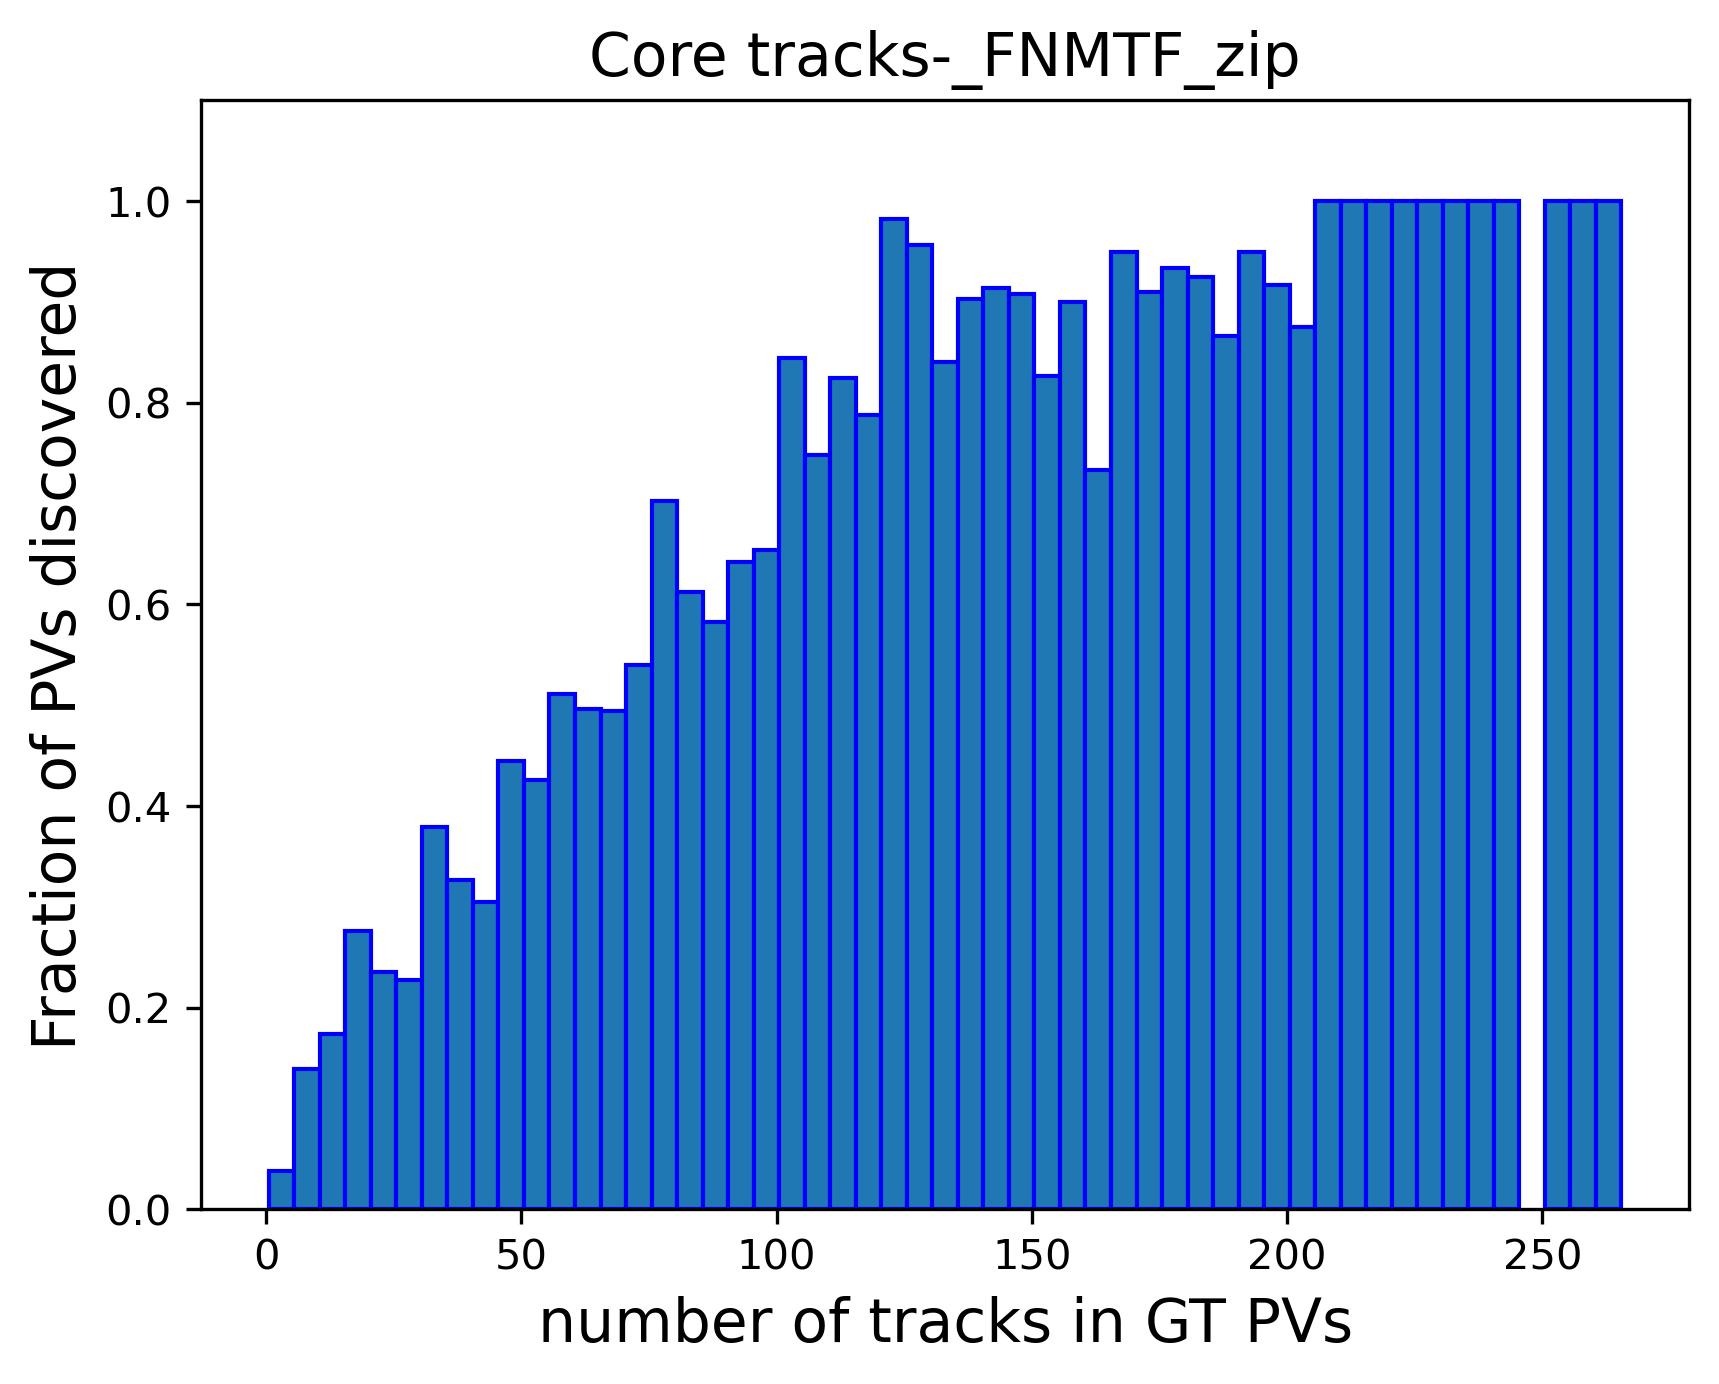 Core tracks-_FNMTF_zip
Fraction of PVs discovered
1.0
0.8
0.6
0.4
0.2
0.0
0 50 100 150 200 250
number of tracks in GT PVs